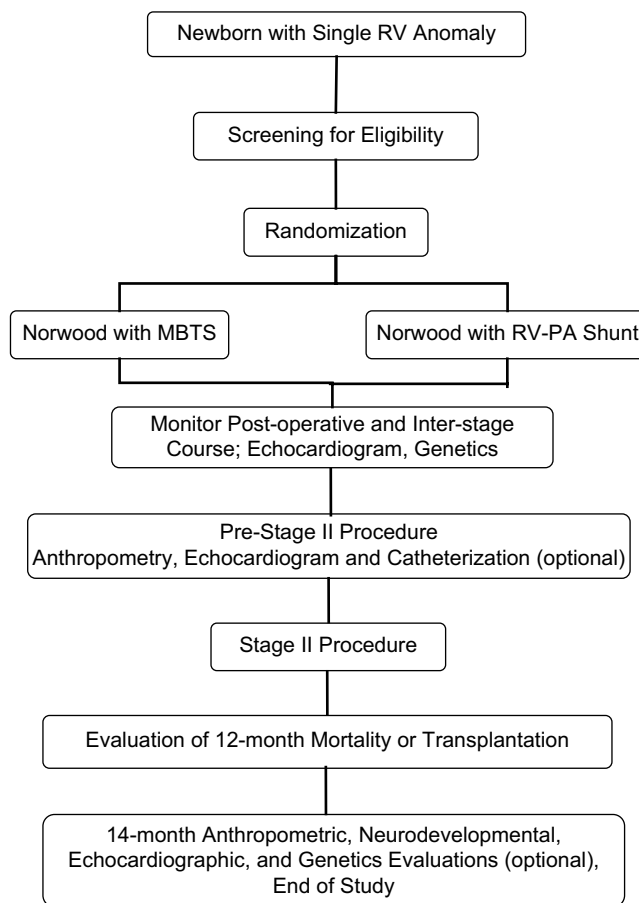 Newborn with Single RV Anomaly
Screening for Eligibility
Randomization
Norwood with MBTS
Norwood with RV-PA Shunt
Monitor Post-operative and Inter-stage
Course; Echocardiogram, Genetics
Pre-Stage II Procedure
Anthropometry, Echocardiogram and Catheterization (optional)
Stage II Procedure
Evaluation of 12-month Mortality or Transplantation
14-month Anthropometric, Neurodevelopmental,
Echocardiographic, and Genetics Evaluations (optional),
End of Study